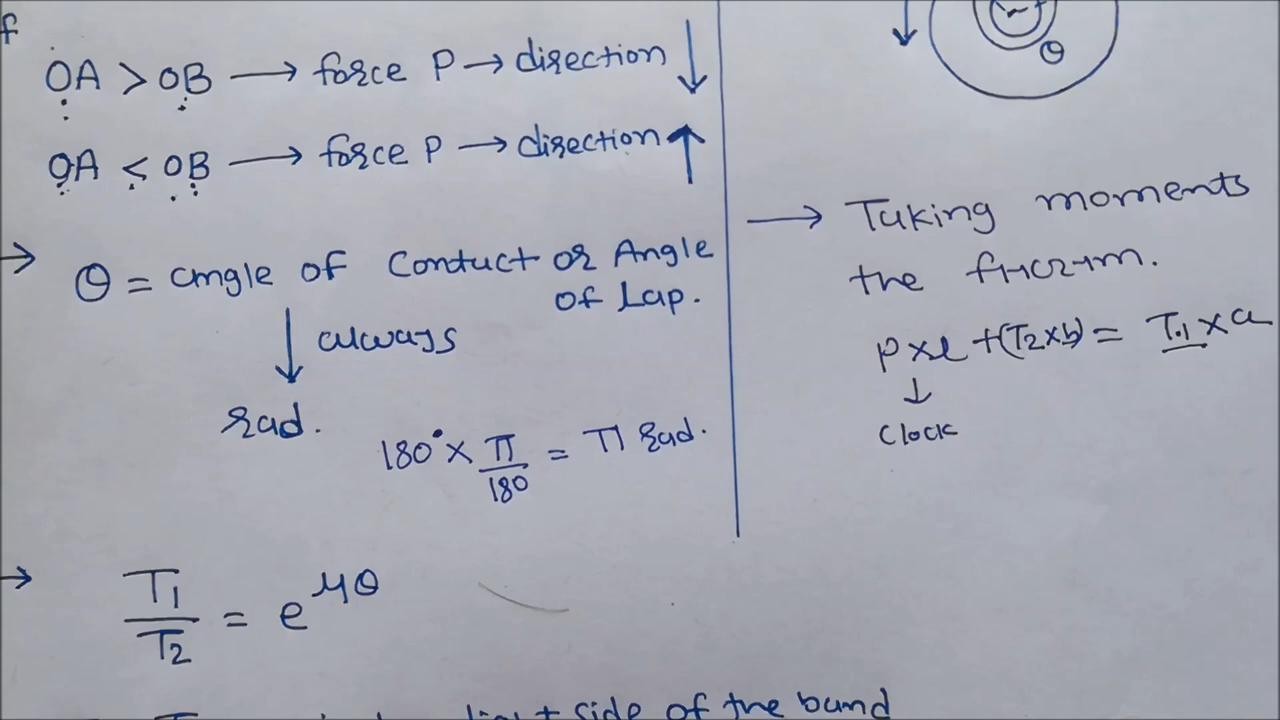 f
OA > OB → force P → direction ↓
OA < OB → force P → direction ↑
→ θ = angle of Contact or Angle
of Lap.
↓ always
rad.
180° × π/180 = π rad.
→ T1/T2 = e^μθ
side of the band
θ
→ Taking moments
the fulcrum.
P×l + (T2×b) = T1×a
↓
Clock